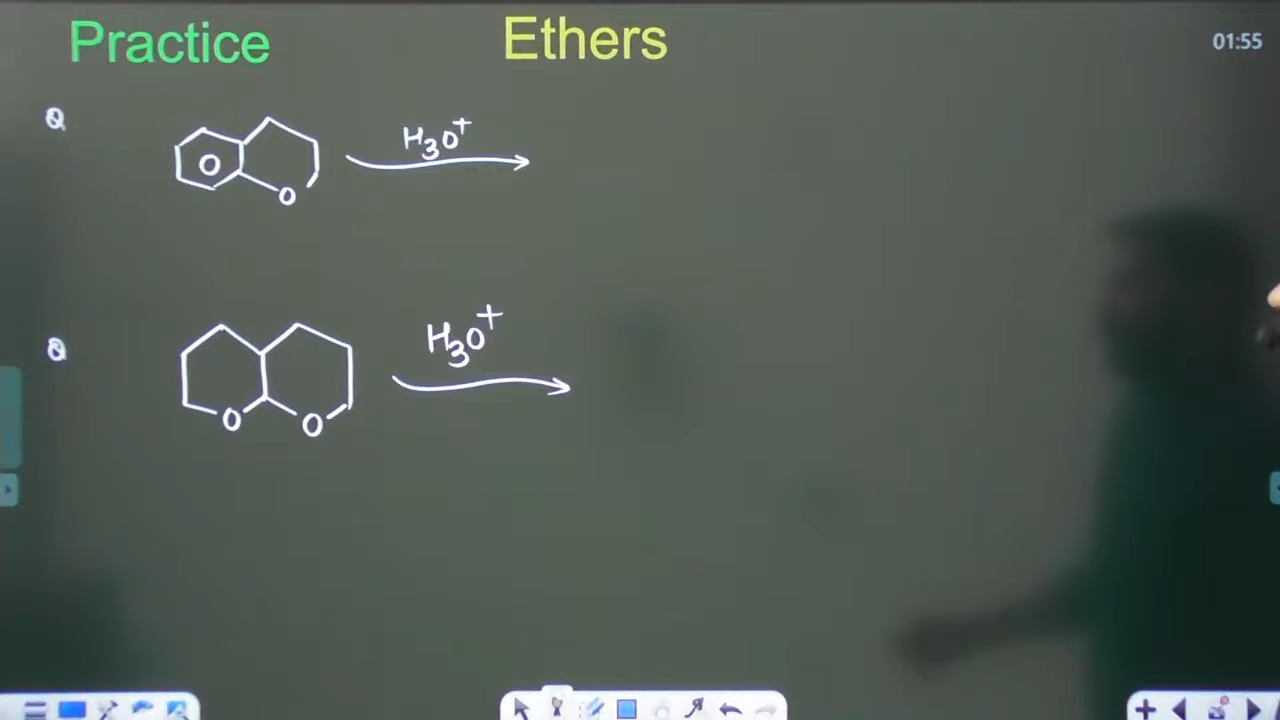 Practice
Ethers
01:55
Q
H₃O⁺
O
O
Q
H₃O⁺
O
O